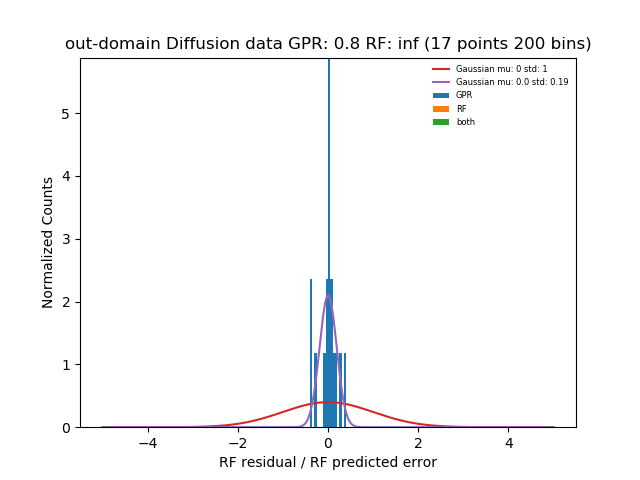 out-domain Diffusion data GPR: 0.8 RF: inf (17 points 200 bins)
Gaussian mu: 0 std: 1
Gaussian mu: 0.0 std: 0.19
GPR
RF
both
Normalized Counts
5
4
3
2
1
0
−4 −2 0 2 4
RF residual / RF predicted error